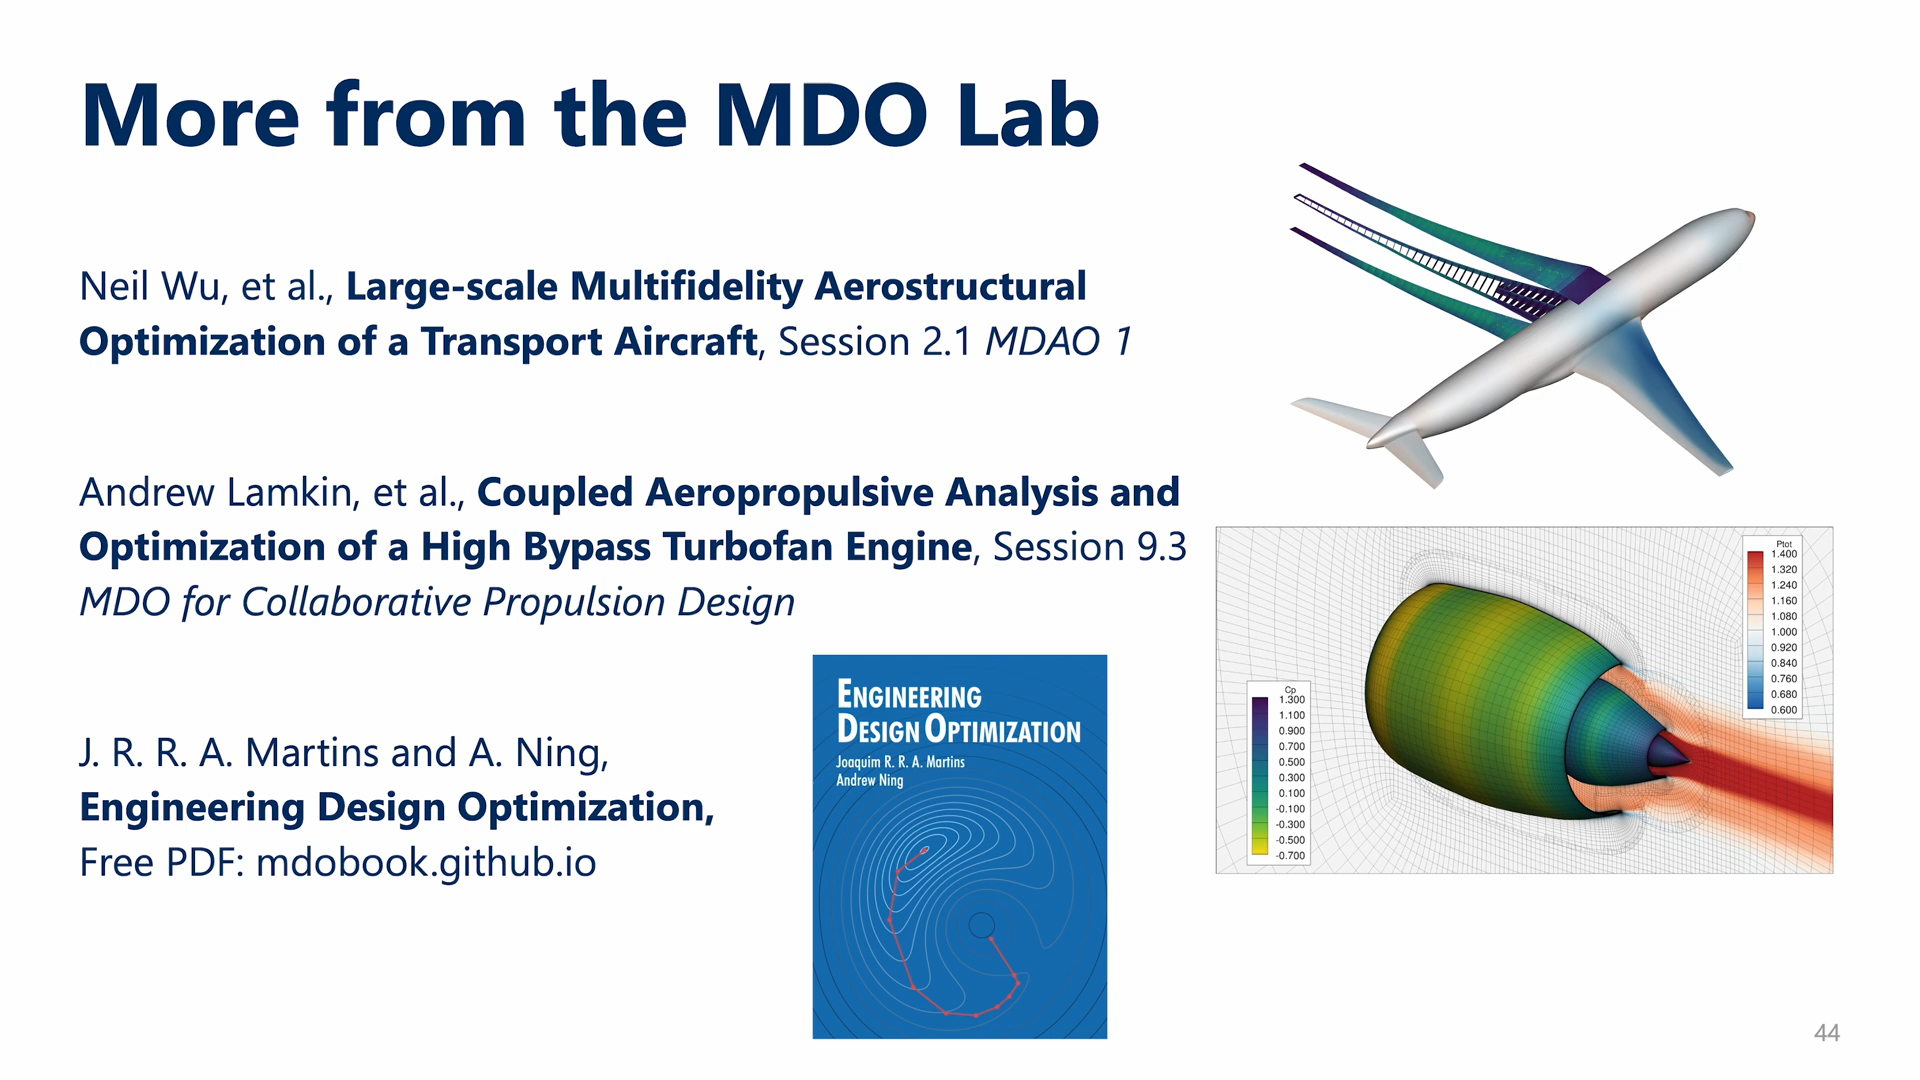 More from the MDO Lab
Neil Wu, et al., Large-scale Multifidelity Aerostructural
Optimization of a Transport Aircraft, Session 2.1 MDAO 1
Andrew Lamkin, et al., Coupled Aeropropulsive Analysis and
Optimization of a High Bypass Turbofan Engine, Session 9.3
MDO for Collaborative Propulsion Design
J. R. R. A. Martins and A. Ning,
Engineering Design Optimization,
Free PDF: mdobook.github.io
ENGINEERING
DESIGN OPTIMIZATION
Joaquim R. R. A. Martins
Andrew Ning
Ptot
1.400
1.320
1.240
1.160
1.080
1.000
0.920
0.840
0.760
0.680
0.600
Cp
1.300
1.100
0.900
0.700
0.500
0.300
0.100
-0.100
-0.300
-0.500
-0.700
44